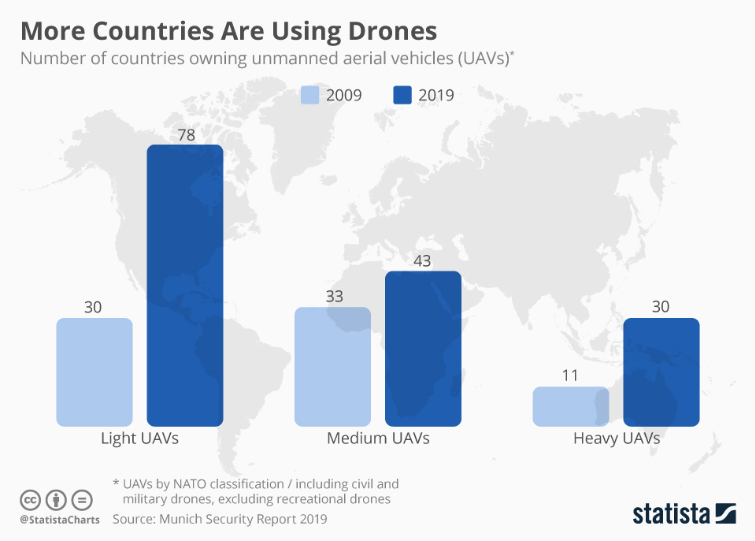 More Countries Are Using Drones
Number of countries owning unmanned aerial vehicles (UAVs)*
2009 2019
78
43
33
30 30
11
Light UAVs Medium UAVs Heavy UAVs
* UAVs by NATO classification / including civil and
military drones, excluding recreational drones
@StatistaCharts Source: Munich Security Report 2019
cc
statista